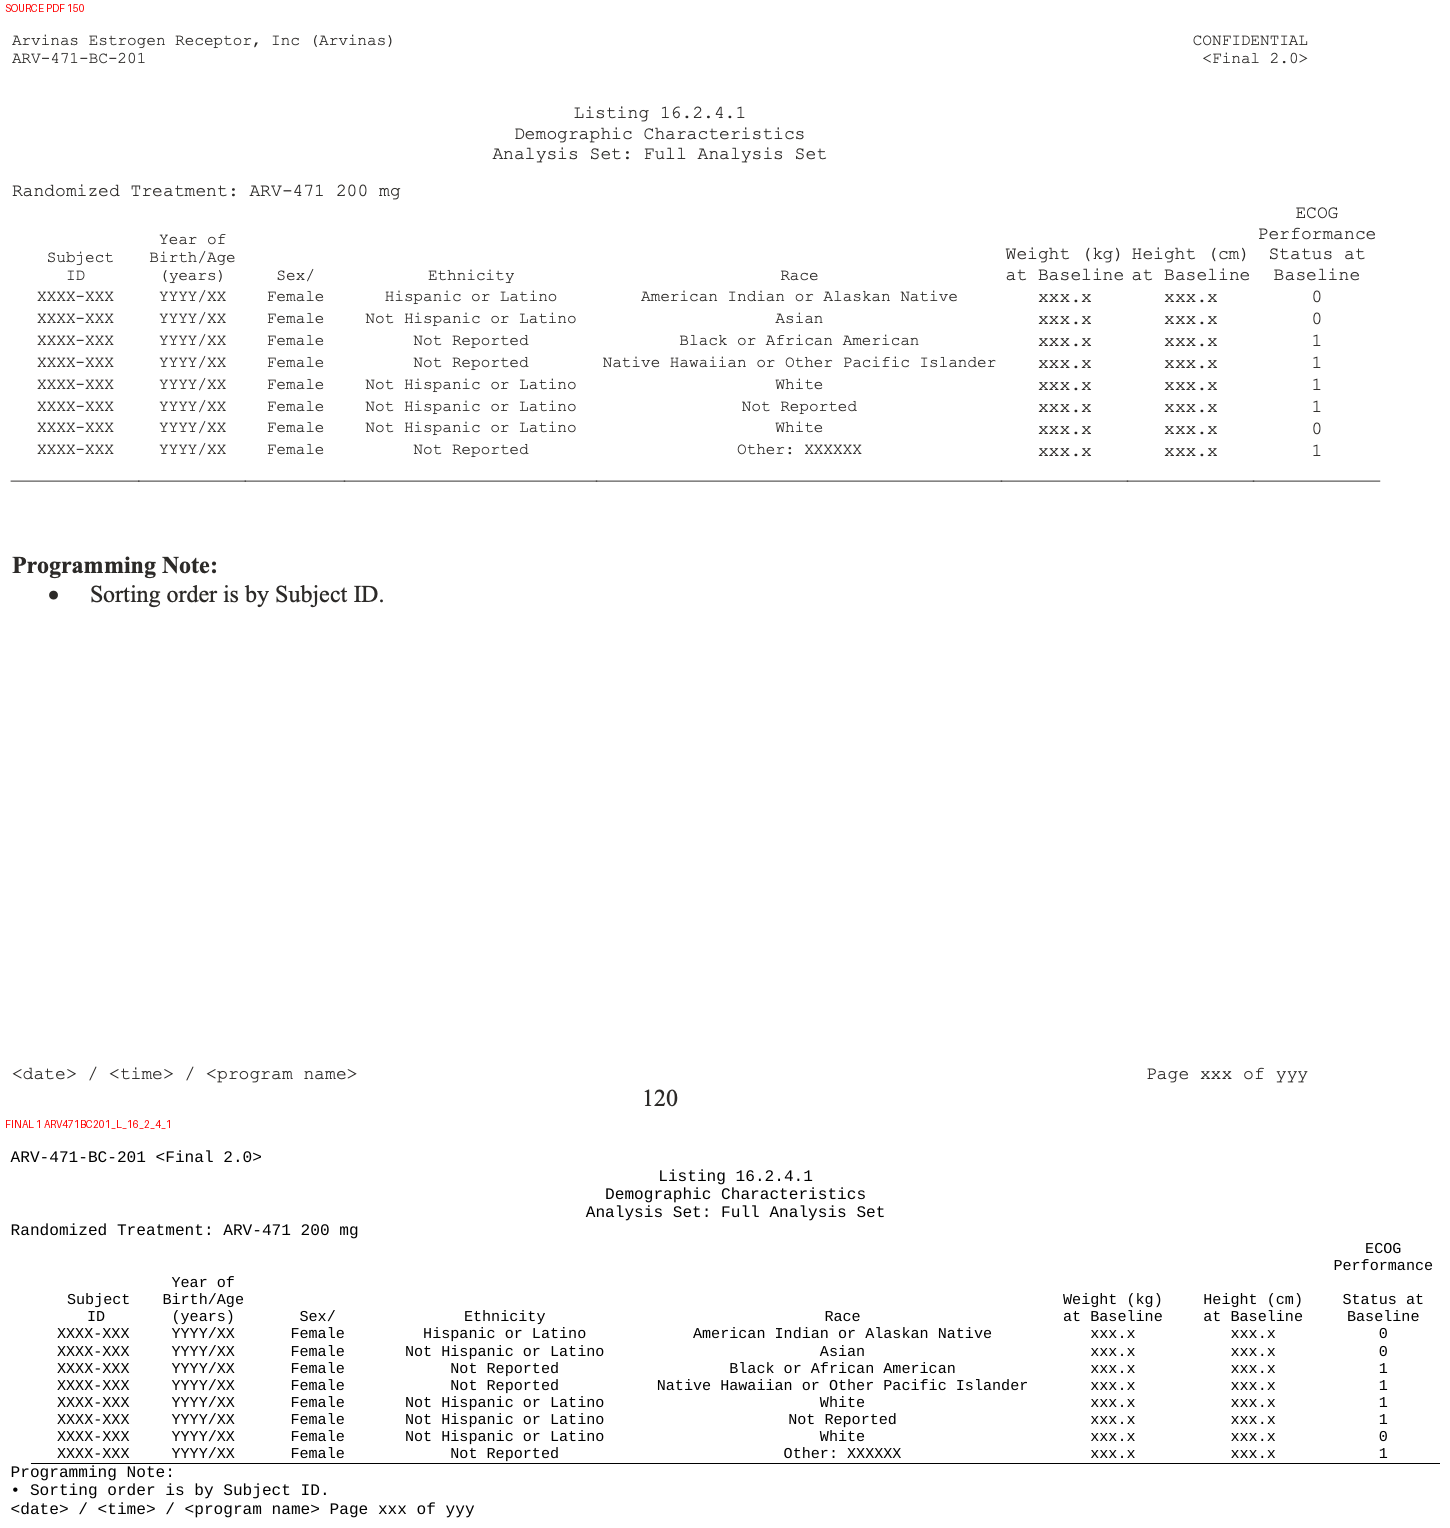 SOURCE PDF 150
Arvinas Estrogen Receptor, Inc (Arvinas) CONFIDENTIAL
ARV-471-BC-201 <Final 2.0>
Listing 16.2.4.1
Demographic Characteristics
Analysis Set: Full Analysis Set
Randomized Treatment: ARV-471 200 mg
ECOG
Year of Performance
Subject Birth/Age Weight (kg) Height (cm) Status at
ID (years) Sex/ Ethnicity Race at Baseline at Baseline Baseline
XXXX-XXX YYYY/XX Female Hispanic or Latino American Indian or Alaskan Native xxx.x xxx.x 0
XXXX-XXX YYYY/XX Female Not Hispanic or Latino Asian xxx.x xxx.x 0
XXXX-XXX YYYY/XX Female Not Reported Black or African American xxx.x xxx.x 1
XXXX-XXX YYYY/XX Female Not Reported Native Hawaiian or Other Pacific Islander xxx.x xxx.x 1
XXXX-XXX YYYY/XX Female Not Hispanic or Latino White xxx.x xxx.x 1
XXXX-XXX YYYY/XX Female Not Hispanic or Latino Not Reported xxx.x xxx.x 1
XXXX-XXX YYYY/XX Female Not Hispanic or Latino White xxx.x xxx.x 0
XXXX-XXX YYYY/XX Female Not Reported Other: XXXXXX xxx.x xxx.x 1
Programming Note:
• Sorting order is by Subject ID.
<date> / <time> / <program name> Page xxx of yyy
120
FINAL 1 ARV471BC201_L_16_2_4_1
ARV-471-BC-201 <Final 2.0>
Listing 16.2.4.1
Demographic Characteristics
Analysis Set: Full Analysis Set
Randomized Treatment: ARV-471 200 mg
ECOG
Performance
Year of
Subject Birth/Age Weight (kg) Height (cm) Status at
ID (years) Sex/ Ethnicity Race at Baseline at Baseline Baseline
XXXX-XXX YYYY/XX Female Hispanic or Latino American Indian or Alaskan Native xxx.x xxx.x 0
XXXX-XXX YYYY/XX Female Not Hispanic or Latino Asian xxx.x xxx.x 0
XXXX-XXX YYYY/XX Female Not Reported Black or African American xxx.x xxx.x 1
XXXX-XXX YYYY/XX Female Not Reported Native Hawaiian or Other Pacific Islander xxx.x xxx.x 1
XXXX-XXX YYYY/XX Female Not Hispanic or Latino White xxx.x xxx.x 1
XXXX-XXX YYYY/XX Female Not Hispanic or Latino Not Reported xxx.x xxx.x 1
XXXX-XXX YYYY/XX Female Not Hispanic or Latino White xxx.x xxx.x 0
XXXX-XXX YYYY/XX Female Not Reported Other: XXXXXX xxx.x xxx.x 1
Programming Note:
• Sorting order is by Subject ID.
<date> / <time> / <program name> Page xxx of yyy